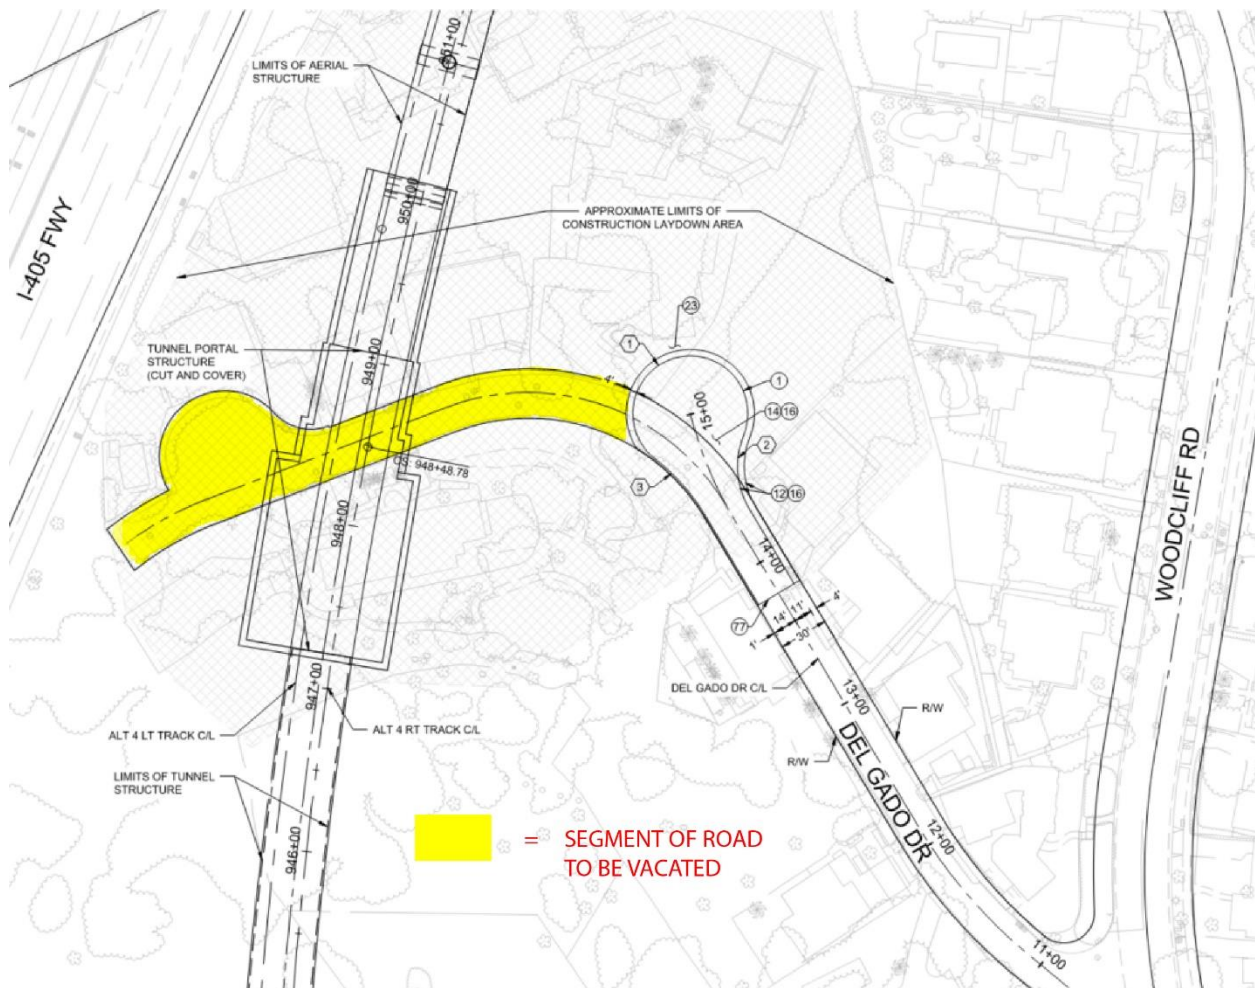 951+00
LIMITS OF AERIAL
STRUCTURE
950+00
APPROXIMATE LIMITS OF
CONSTRUCTION LAYDOWN AREA
I-405 FWY
23
1
TUNNEL PORTAL
STRUCTURE
(CUT AND COVER)
949+00
4'
1
15+00
14 16
2
C/S: 948+48.78
3
12 16
WOODCLIFF RD
948+00
14+00
77
1'
14'
11'
4'
30'
DEL GADO DR C/L
13+00
947+00
R/W
ALT 4 LT TRACK C/L
ALT 4 RT TRACK C/L
R/W
DEL GADO DR
LIMITS OF TUNNEL
STRUCTURE
946+00
12+00
= SEGMENT OF ROAD
TO BE VACATED
11+00